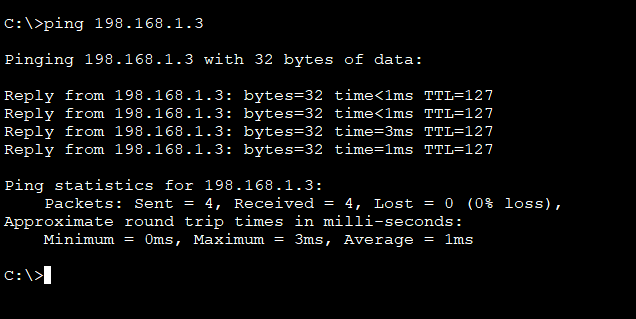 C:\>ping 198.168.1.3
Pinging 198.168.1.3 with 32 bytes of data:
Reply from 198.168.1.3: bytes=32 time<1ms TTL=127
Reply from 198.168.1.3: bytes=32 time<1ms TTL=127
Reply from 198.168.1.3: bytes=32 time=3ms TTL=127
Reply from 198.168.1.3: bytes=32 time=1ms TTL=127
Ping statistics for 198.168.1.3:
    Packets: Sent = 4, Received = 4, Lost = 0 (0% loss),
Approximate round trip times in milli-seconds:
    Minimum = 0ms, Maximum = 3ms, Average = 1ms
C:\>